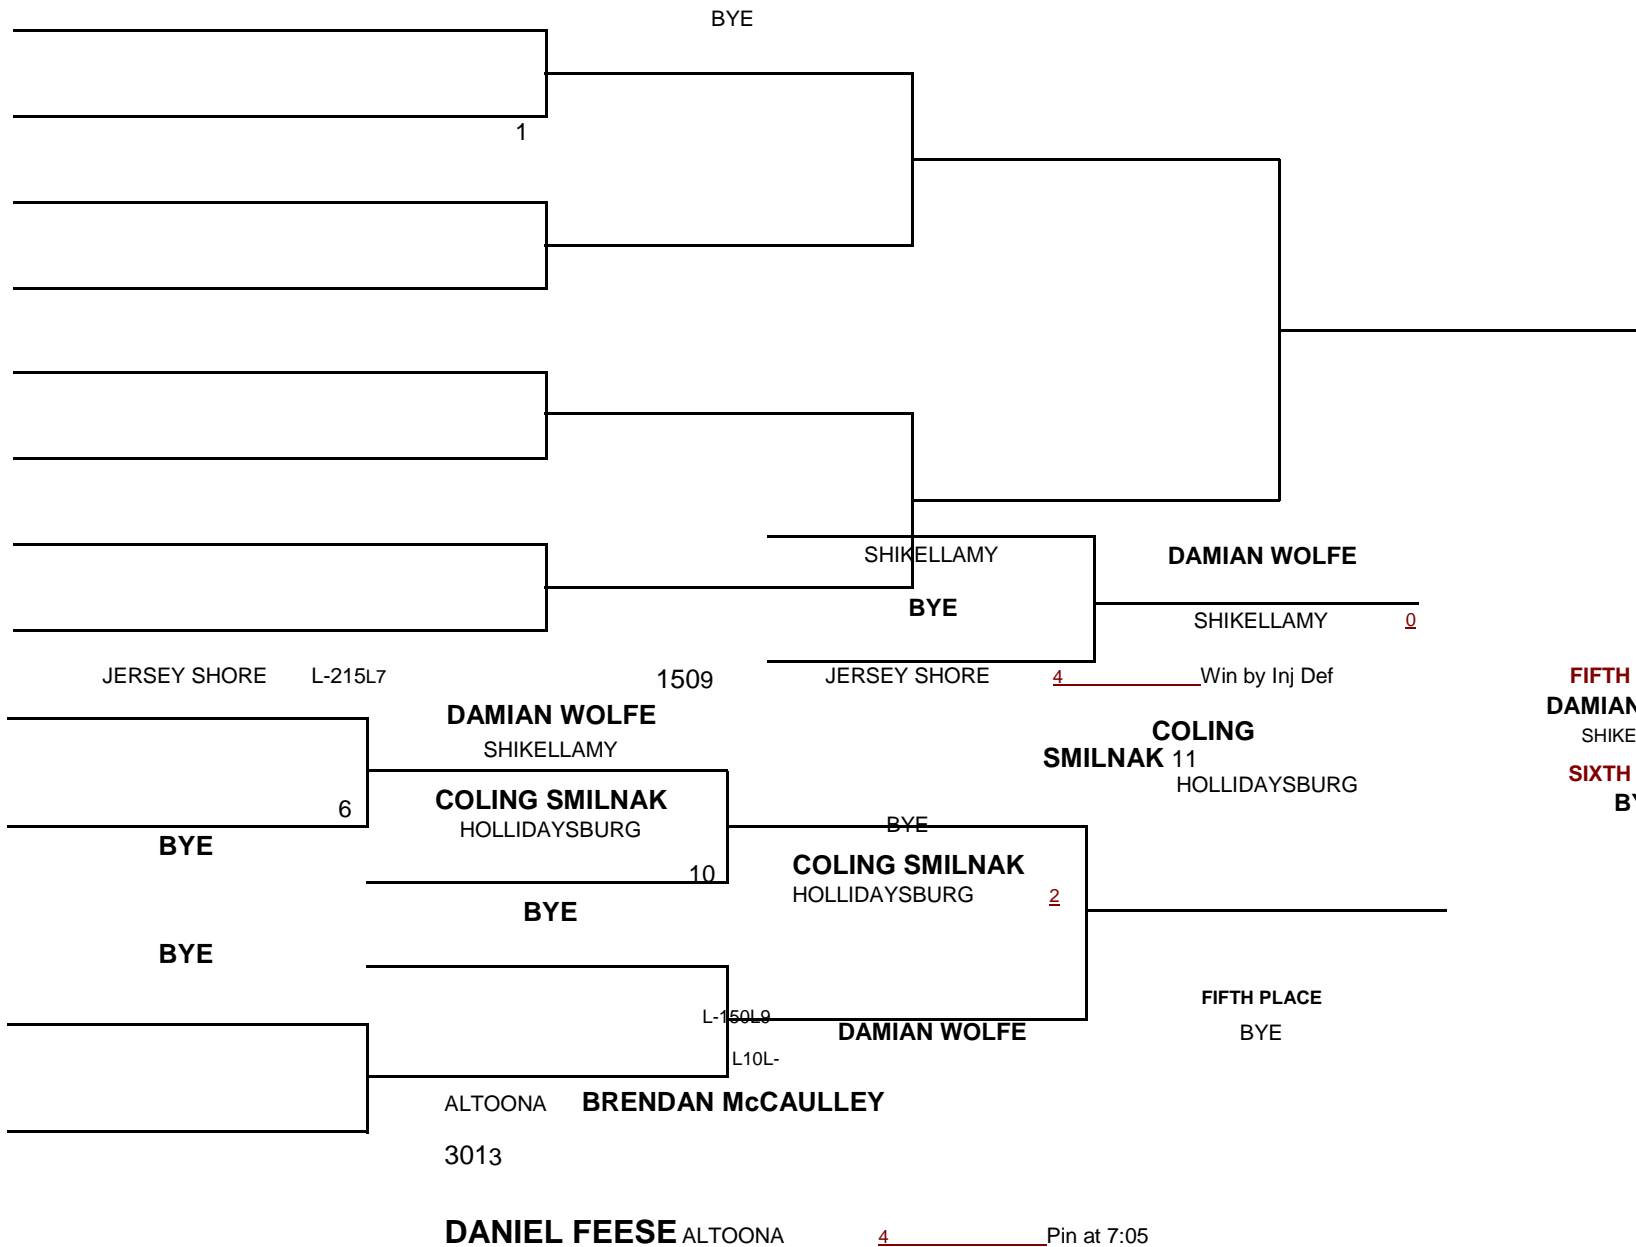 BYE
1
SHIKELLAMY
DAMIAN WOLFE
BYE
SHIKELLAMY 0
JERSEY SHORE L-215L7 1509 JERSEY SHORE 4 Win by Inj Def FIFTH
DAMIAN WOLFE
DAMIAN
SHIKELLAMY
COLING
SHIKE
SMILNAK 11
HOLLIDAYSBURG
SIXTH
6
COLING SMILNAK
HOLLIDAYSBURG
BYE
BYE
COLING SMILNAK
10
HOLLIDAYSBURG 2
BYE
BYE
FIFTH PLACE
L-150L9
DAMIAN WOLFE
BYE
L10L-
ALTOONA BRENDAN McCAULLEY
3013
DANIEL FEESE ALTOONA 4 Pin at 7:05